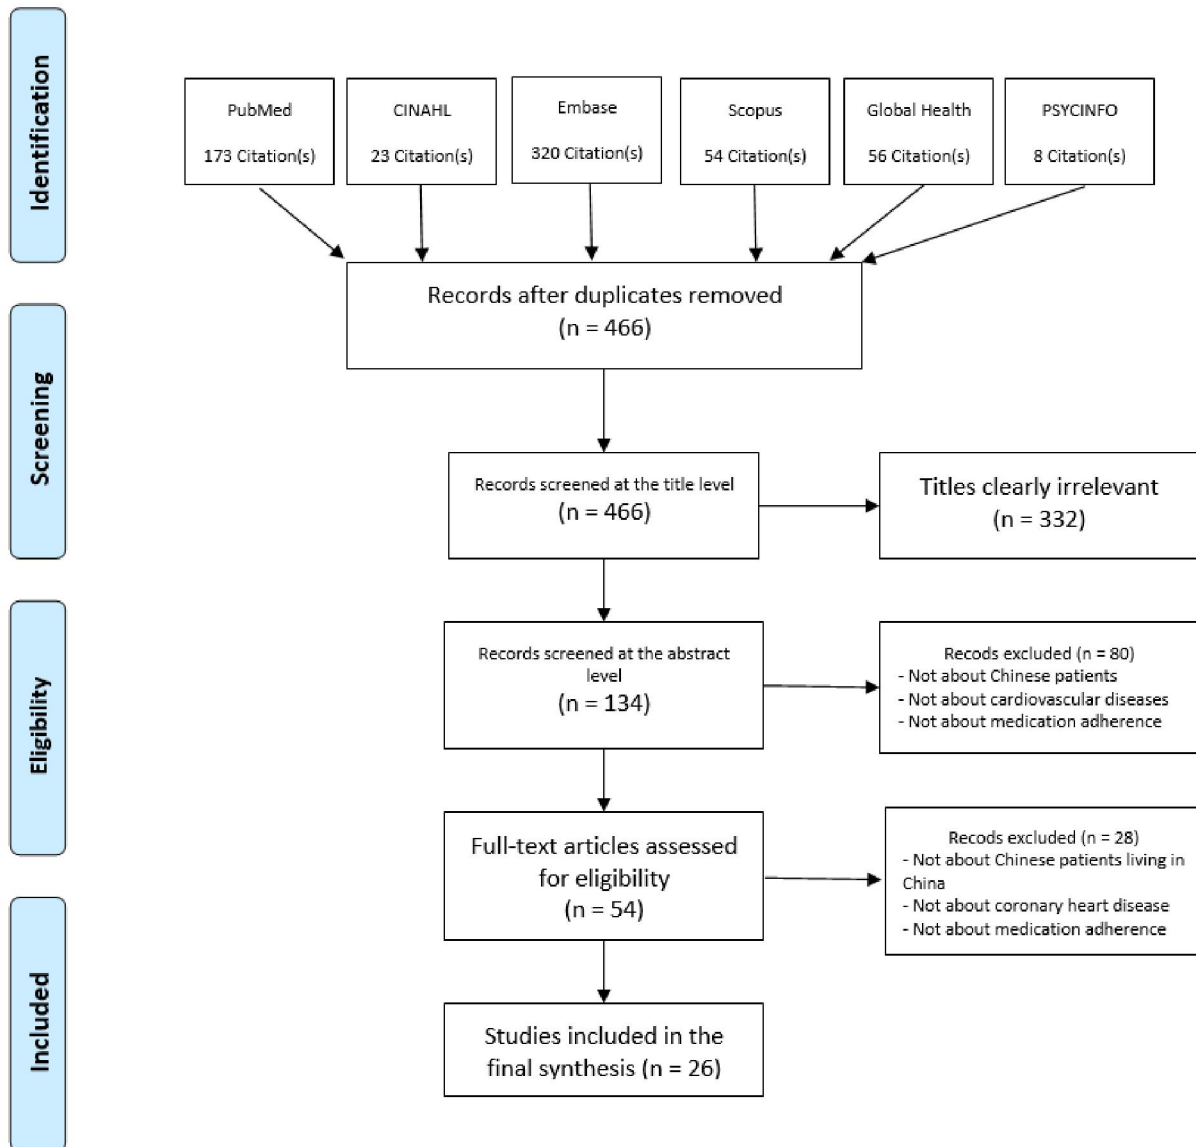 Identification
PubMed
173 Citation(s)
CINAHL
23 Citation(s)
Embase
320 Citation(s)
Scopus
54 Citation(s)
Global Health
56 Citation(s)
PSYCINFO
8 Citation(s)
Records after duplicates removed
(n = 466)
Screening
Records screened at the title level
(n = 466)
Titles clearly irrelevant
(n = 332)
Eligibility
Records screened at the abstract
level
(n = 134)
Recods excluded (n = 80)
- Not about Chinese patients
- Not about cardiovascular diseases
- Not about medication adherence
Full-text articles assessed
for eligibility
(n = 54)
Recods excluded (n = 28)
- Not about Chinese patients living in
China
- Not about coronary heart disease
- Not about medication adherence
Included
Studies included in the
final synthesis (n = 26)